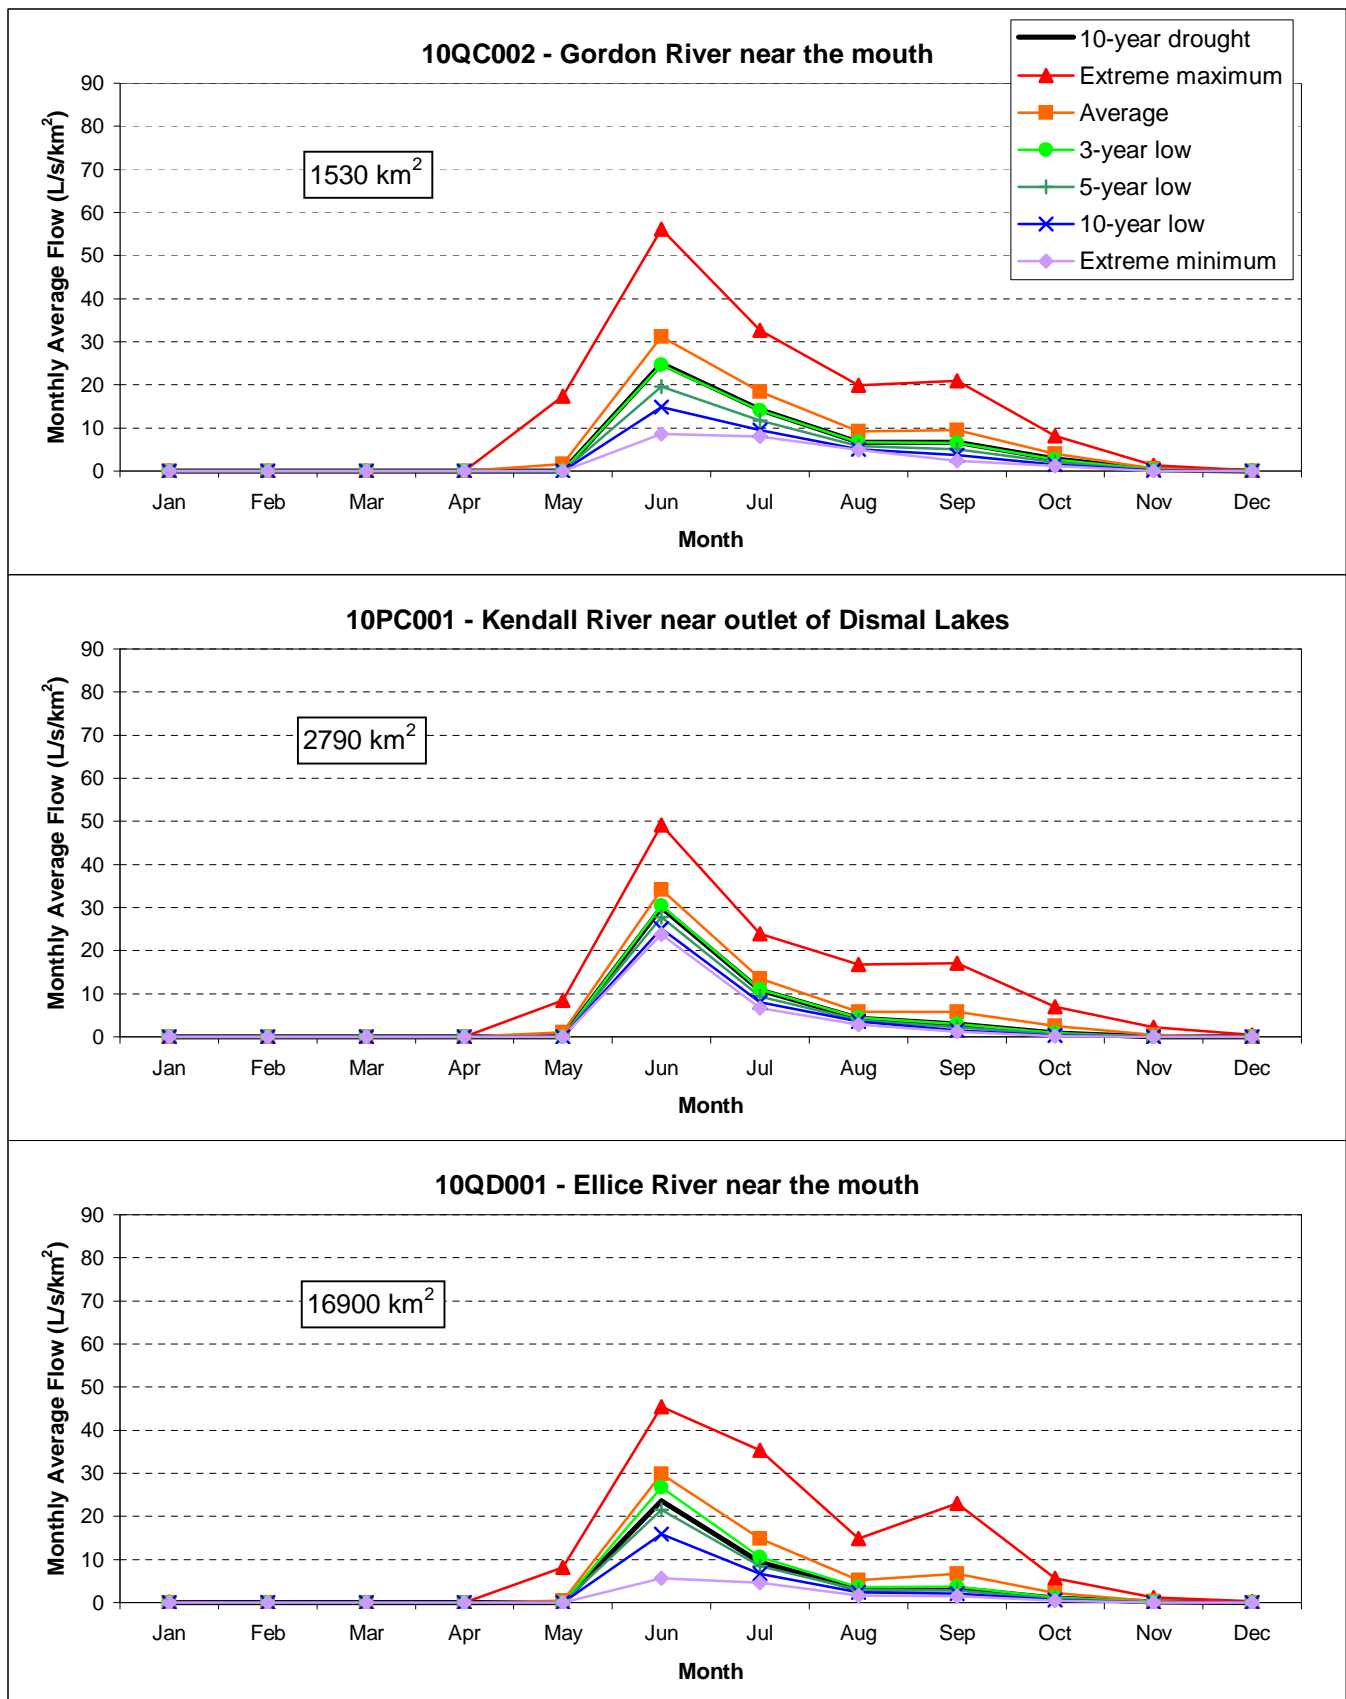 10QC002 - Gordon River near the mouth
10-year drought
Extreme maximum
Average
3-year low
5-year low
10-year low
Extreme minimum
Monthly Average Flow (L/s/km²)
90
80
70
60
50
40
30
20
10
0
1530 km²
Jan Feb Mar Apr May Jun Jul Aug Sep Oct Nov Dec
Month
10PC001 - Kendall River near outlet of Dismal Lakes
Monthly Average Flow (L/s/km²)
90
80
70
60
50
40
30
20
10
0
2790 km²
Jan Feb Mar Apr May Jun Jul Aug Sep Oct Nov Dec
Month
10QD001 - Ellice River near the mouth
Monthly Average Flow (L/s/km²)
90
80
70
60
50
40
30
20
10
0
16900 km²
Jan Feb Mar Apr May Jun Jul Aug Sep Oct Nov Dec
Month